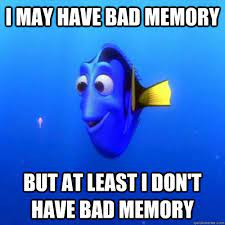 I MAY HAVE BAD MEMORY
BUT AT LEAST I DON'T
HAVE BAD MEMORY